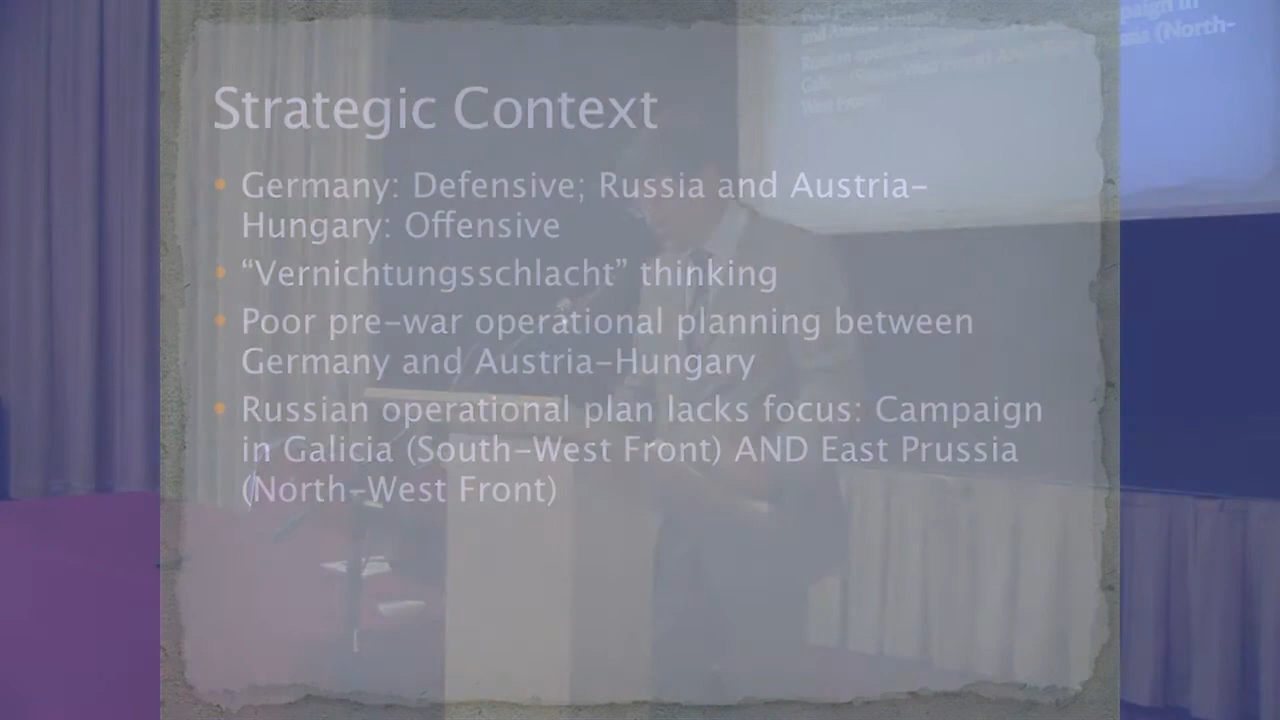 Strategic Context
• Germany: Defensive; Russia and Austria-
Hungary: Offensive
• “Vernichtungsschlacht” thinking
• Poor pre-war operational planning between
Germany and Austria-Hungary
• Russian operational plan lacks focus: Campaign
in Galicia (South-West Front) AND East Prussia
(North-West Front)